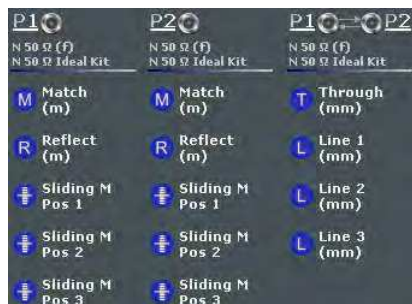 P1
N 50 Ω (f)
N 50 Ω Ideal Kit
M Match
(m)
R Reflect
(m)
Sliding M
Pos 1
Sliding M
Pos 2
Sliding M
Pos 3
P2
N 50 Ω (f)
N 50 Ω Ideal Kit
M Match
(m)
R Reflect
(m)
Sliding M
Pos 1
Sliding M
Pos 2
Sliding M
Pos 3
P1 P2
N 50 Ω (f)
N 50 Ω Ideal Kit
T Through
(mm)
L Line 1
(mm)
L Line 2
(mm)
L Line 3
(mm)